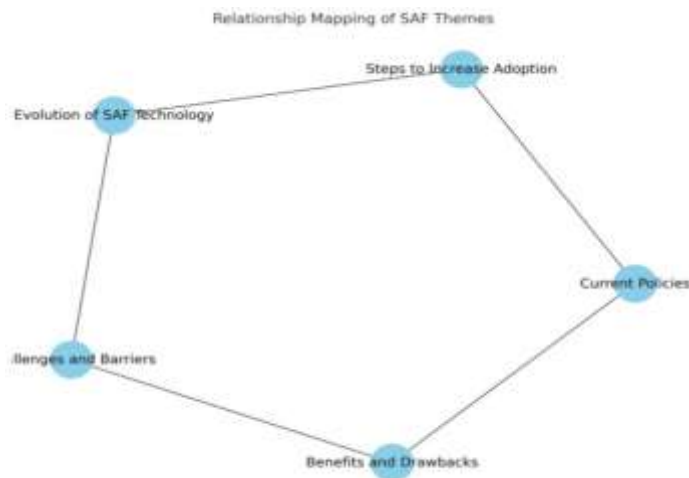 Relationship Mapping of SAF Themes
Steps to Increase Adoption
Evolution of SAF Technology
Current Policies
llenges and Barriers
Benefits and Drawbacks